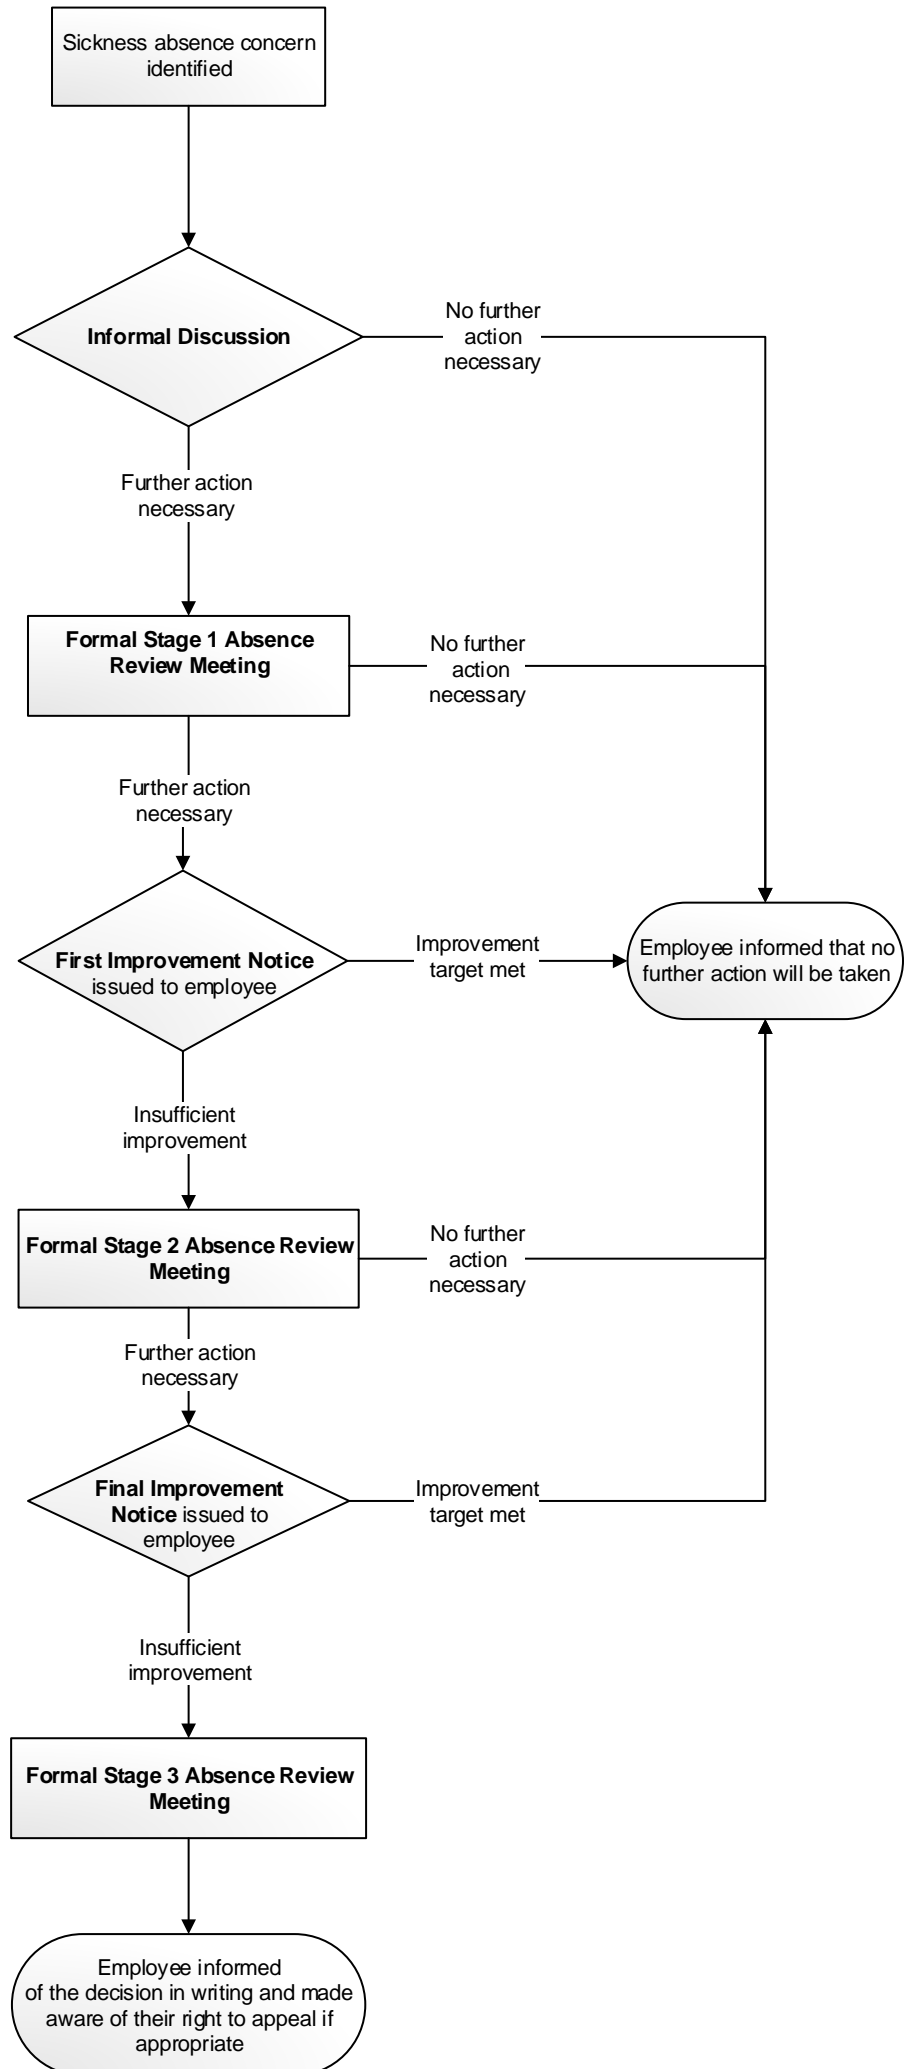 Sickness absence concern
identified
Informal Discussion
No further
action
necessary
Further action
necessary
Formal Stage 1 Absence
Review Meeting
No further
action
necessary
Further action
necessary
First Improvement Notice
issued to employee
Improvement
target met
Employee informed that no
further action will be taken
Insufficient
improvement
Formal Stage 2 Absence Review
Meeting
No further
action
necessary
Further action
necessary
Final Improvement
Notice issued to
employee
Improvement
target met
Insufficient
improvement
Formal Stage 3 Absence Review
Meeting
Employee informed
of the decision in writing and made
aware of their right to appeal if
appropriate